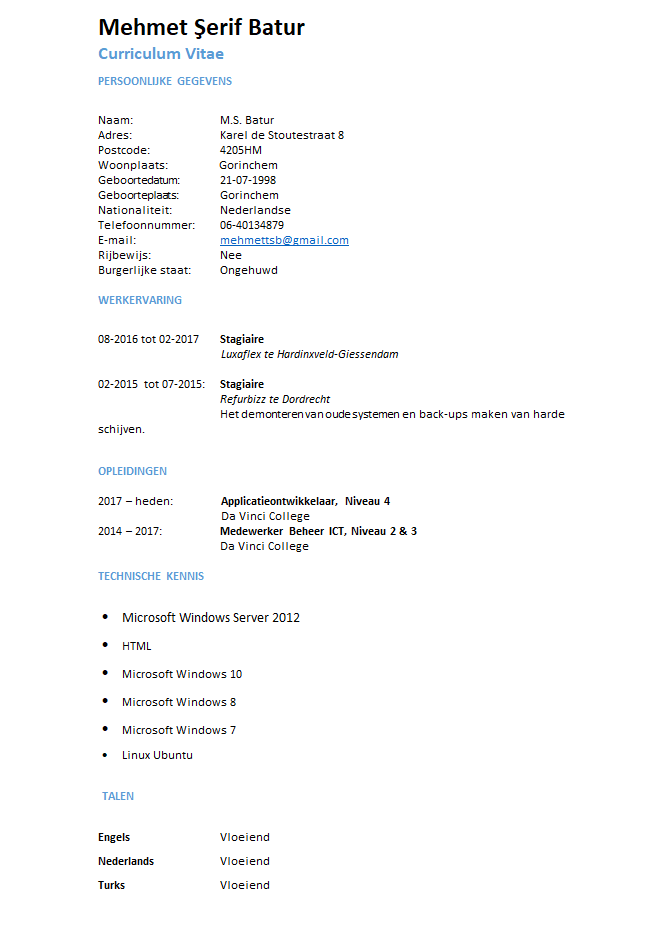 Mehmet Şerif Batur
Curriculum Vitae
PERSOONLIJKE GEGEVENS
Naam: M.S. Batur
Adres: Karel de Stoutestraat 8
Postcode: 4205HM
Woonplaats: Gorinchem
Geboortedatum: 21-07-1998
Geboorteplaats: Gorinchem
Nationaliteit: Nederlandse
Telefoonnummer: 06-40134879
E-mail: mehmettsb@gmail.com
Rijbewijs: Nee
Burgerlijke staat: Ongehuwd
WERKERVARING
08-2016 tot 02-2017 Stagiaire
Luxaflex te Hardinxveld-Giessendam
02-2015 tot 07-2015: Stagiaire
Refurbizz te Dordrecht
Het demonteren van oude systemen en back-ups maken van harde
schijven.
OPLEIDINGEN
2017 – heden: Applicatieontwikkelaar, Niveau 4
Da Vinci College
2014 – 2017: Medewerker Beheer ICT, Niveau 2 & 3
Da Vinci College
TECHNISCHE KENNIS
• Microsoft Windows Server 2012
• HTML
• Microsoft Windows 10
• Microsoft Windows 8
• Microsoft Windows 7
• Linux Ubuntu
TALEN
Engels Vloeiend
Nederlands Vloeiend
Turks Vloeiend